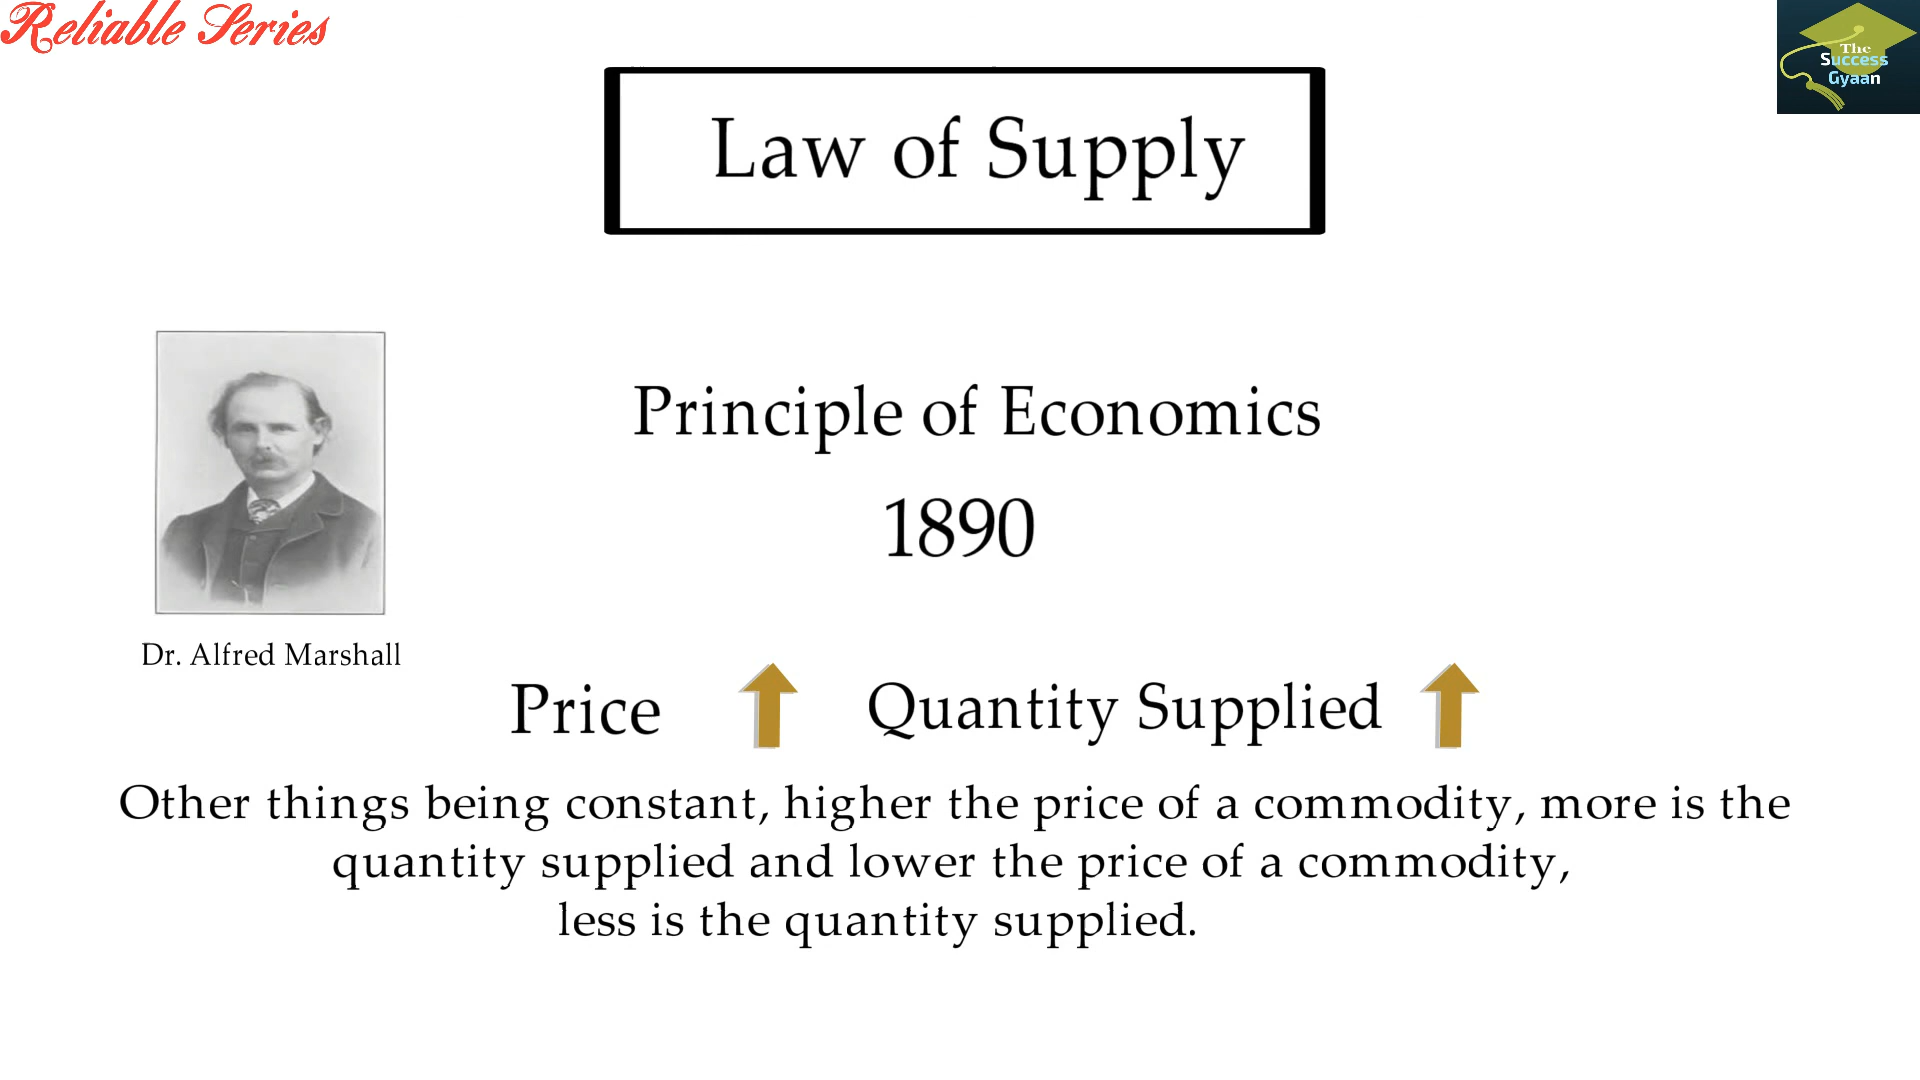 Reliable Series
The
Success
Gyaan
Law of Supply
Principle of Economics
1890
Dr. Alfred Marshall
Price Quantity Supplied
Other things being constant, higher the price of a commodity, more is the
quantity supplied and lower the price of a commodity,
less is the quantity supplied.